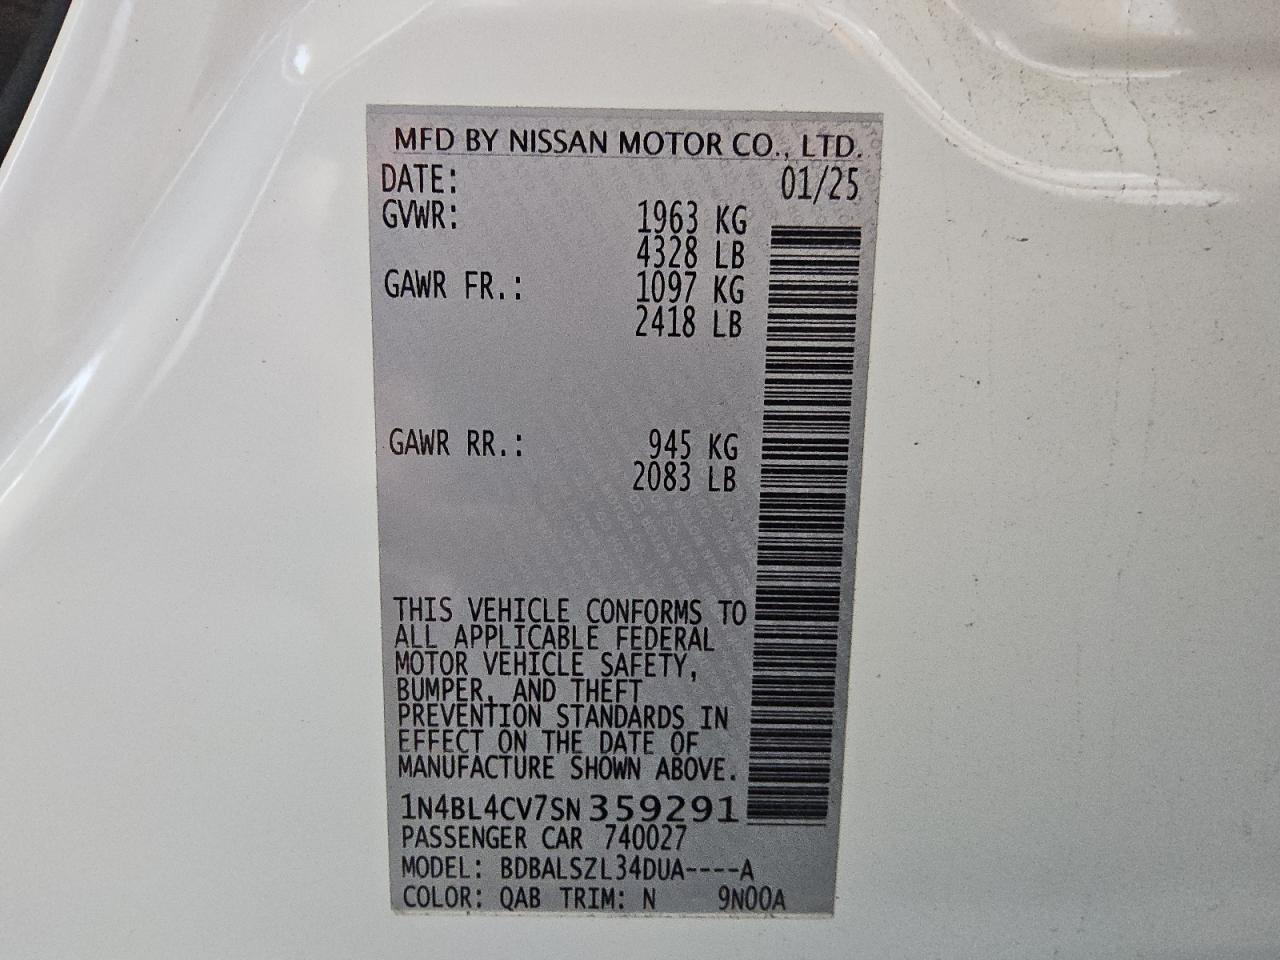 MFD BY NISSAN MOTOR CO., LTD.
DATE: 01/25
GVWR: 1963 KG
4328 LB
GAWR FR.: 1097 KG
2418 LB
GAWR RR.: 945 KG
2083 LB
THIS VEHICLE CONFORMS TO
ALL APPLICABLE FEDERAL
MOTOR VEHICLE SAFETY,
BUMPER, AND THEFT
PREVENTION STANDARDS IN
EFFECT ON THE DATE OF
MANUFACTURE SHOWN ABOVE.
1N4BL4CV7SN359291
PASSENGER CAR 740027
MODEL: BDBALSZL34DUA----A
COLOR: QAB TRIM: N 9N00A